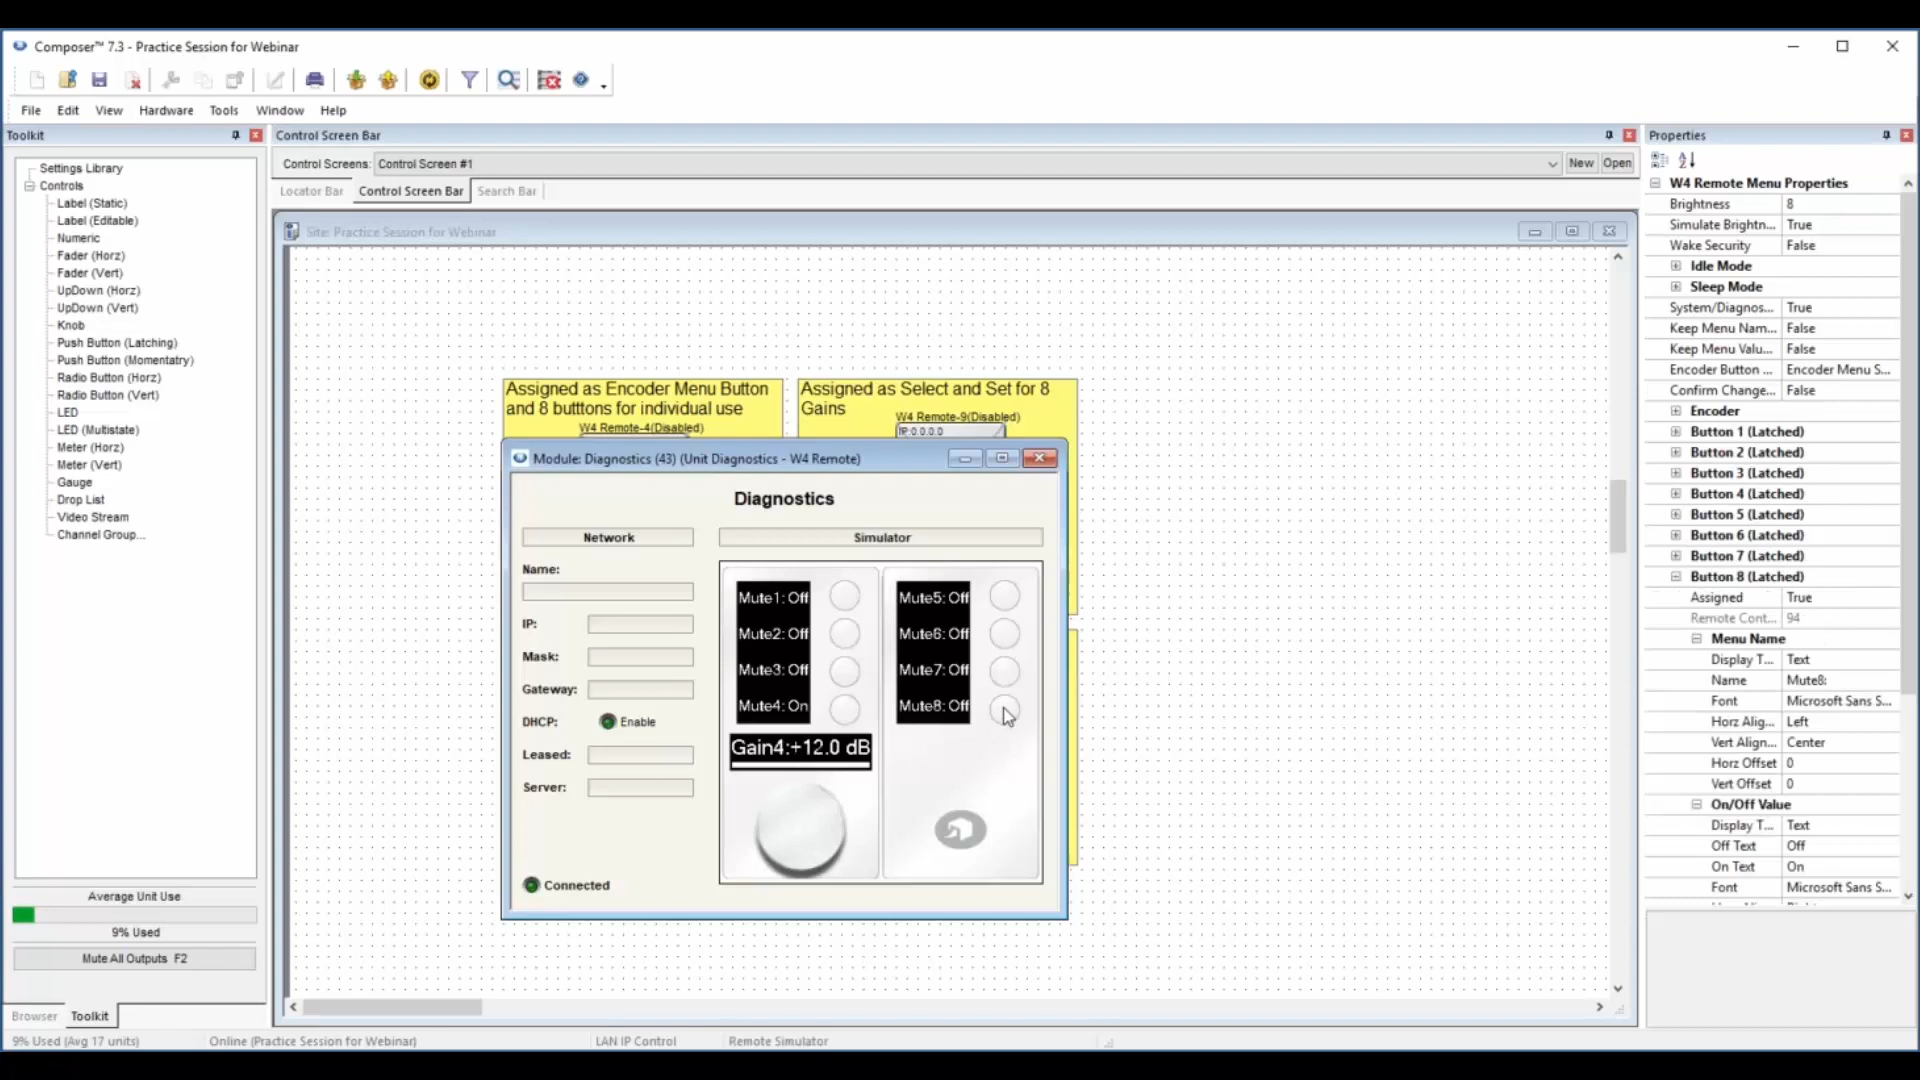 Composer™ 7.3 - Practice Session for Webinar
File Edit View Hardware Tools Window Help
Toolkit
Settings Library
Controls
Label (Static)
Label (Editable)
Numeric
Fader (Horz)
Fader (Vert)
UpDown (Horz)
UpDown (Vert)
Knob
Push Button (Latching)
Push Button (Momentatry)
Radio Button (Horz)
Radio Button (Vert)
LED
LED (Multistate)
Meter (Horz)
Meter (Vert)
Gauge
Drop List
Video Stream
Channel Group...
Average Unit Use
9% Used
Mute All Outputs F2
Browser Toolkit
Control Screen Bar
Control Screens: Control Screen #1 New Open
Locator Bar Control Screen Bar Search Bar
Site: Practice Session for Webinar
Assigned as Encoder Menu Button
and 8 butttons for individual use
W4 Remote-4(Disabled)
Assigned as Select and Set for 8
Gains
W4 Remote-9(Disabled)
IP:0.0.0.0
Module: Diagnostics (43) (Unit Diagnostics - W4 Remote)
Diagnostics
Network
Name:
IP:
Mask:
Gateway:
DHCP: Enable
Leased:
Server:
Connected
Simulator
Mute1: Off
Mute2: Off
Mute3: Off
Mute4: On
Mute5: Off
Mute6: Off
Mute7: Off
Mute8: Off
Gain4:+12.0 dB
Properties
W4 Remote Menu Properties
Brightness 8
Simulate Brightn... True
Wake Security False
Idle Mode
Sleep Mode
System/Diagnos... True
Keep Menu Nam... False
Keep Menu Valu... False
Encoder Button ... Encoder Menu S...
Confirm Change... False
Encoder
Button 1 (Latched)
Button 2 (Latched)
Button 3 (Latched)
Button 4 (Latched)
Button 5 (Latched)
Button 6 (Latched)
Button 7 (Latched)
Button 8 (Latched)
Assigned True
Remote Cont... 94
Menu Name
Display T... Text
Name Mute8:
Font Microsoft Sans S...
Horz Alig... Left
Vert Align... Center
Horz Offset 0
Vert Offset 0
On/Off Value
Display T... Text
Off Text Off
On Text On
Font Microsoft Sans S...
9% Used (Avg 17 units) Online (Practice Session for Webinar) LAN IP Control Remote Simulator